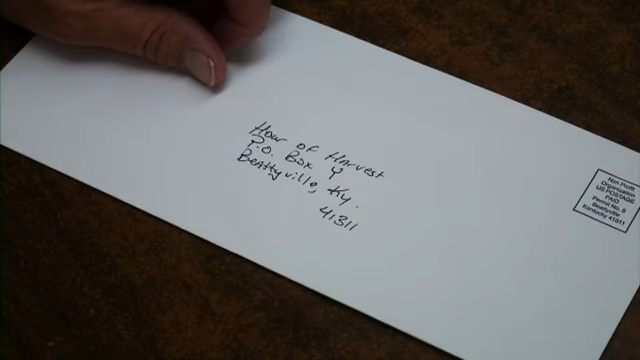 Hour of Harvest
P.O. Box Y
Beattyville, Ky.
41311
Non Profit
Organization
US POSTAGE
PAID
Permit No. 5
Beattyville
Kentucky 41311